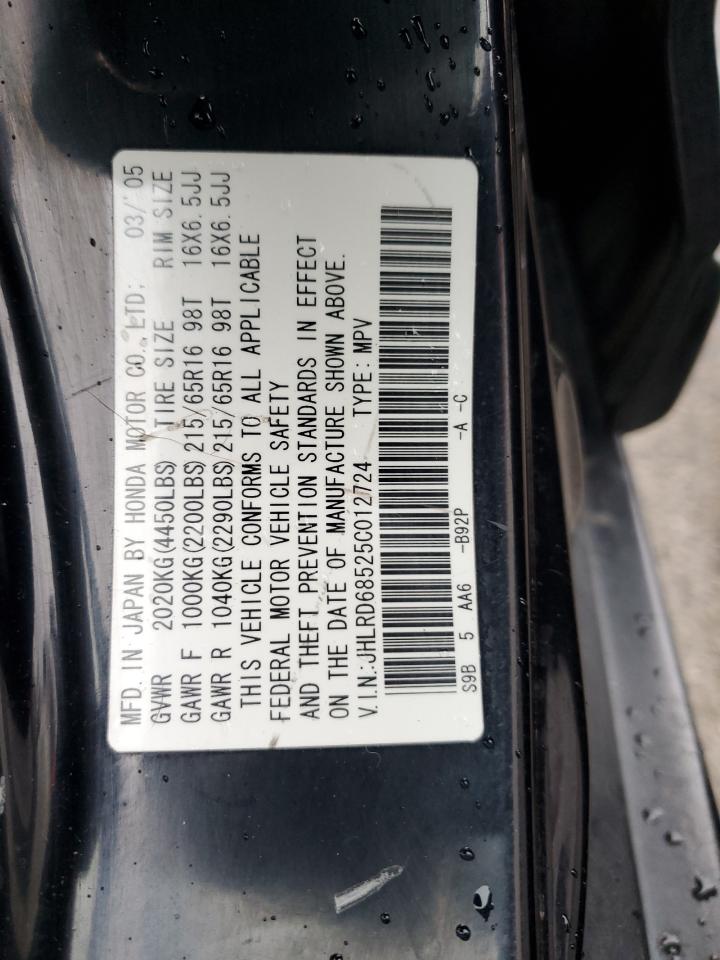 MFD. IN JAPAN BY HONDA MOTOR CO., LTD; 03/'05
GVWR 2020KG(4450LBS) TIRE SIZE RIM SIZE
GAWR F 1000KG(2200LBS) 215/65R16 98T 16X6.5JJ
GAWR R 1040KG(2290LBS) 215/65R16 98T 16X6.5JJ
THIS VEHICLE CONFORMS TO ALL APPLICABLE
FEDERAL MOTOR VEHICLE SAFETY
AND THEFT PREVENTION STANDARDS IN EFFECT
ON THE DATE OF MANUFACTURE SHOWN ABOVE.
V.I.N.:JHLRD68525C012724 TYPE: MPV
S9B 5 AA6 -B92P -A -C